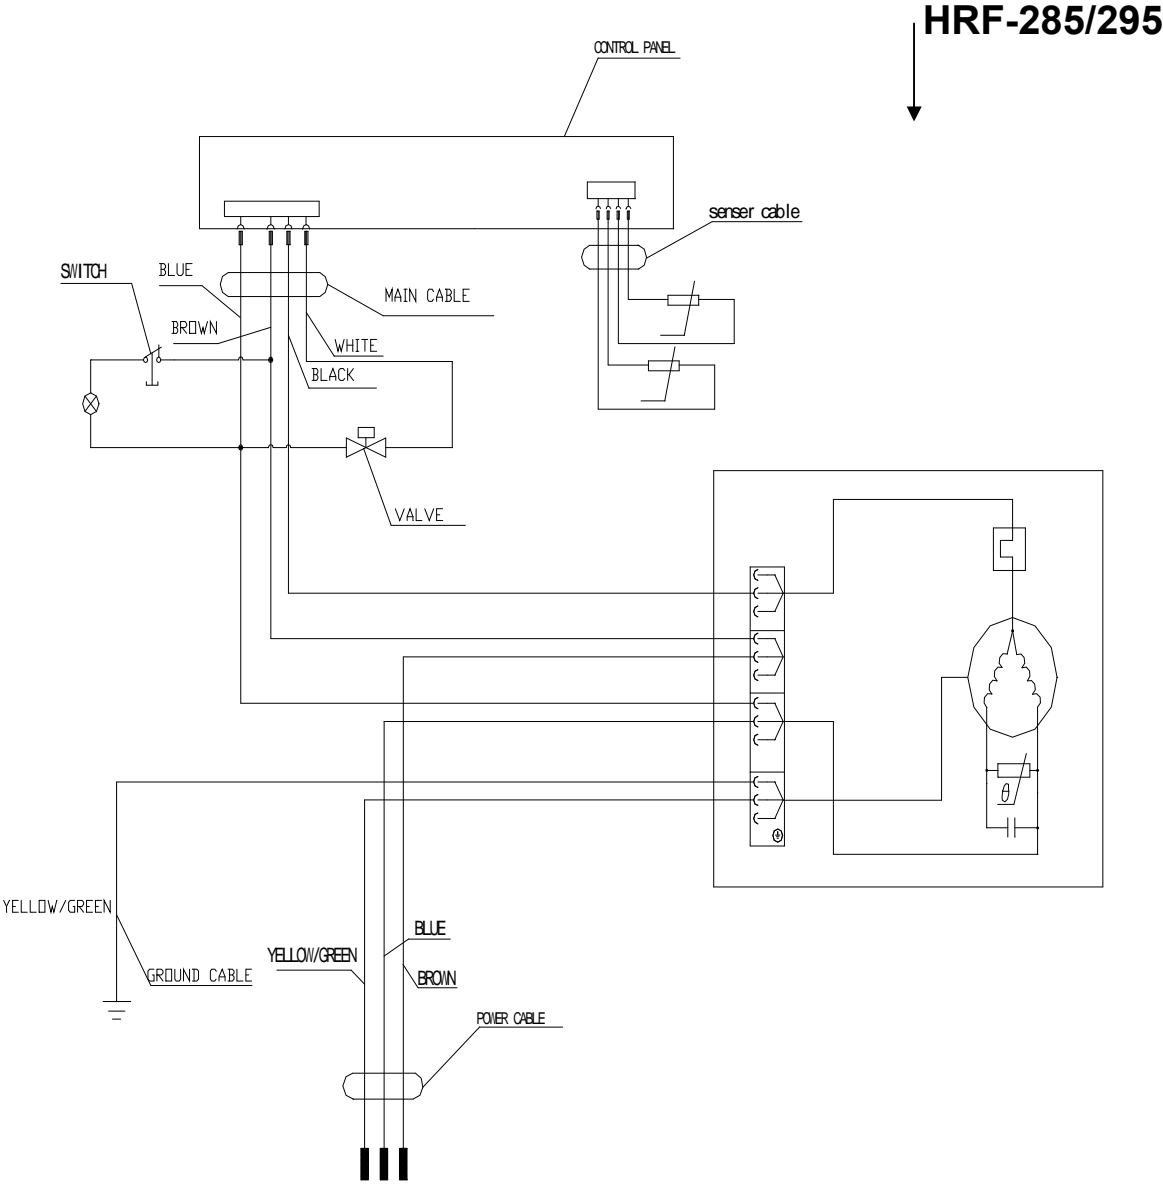 HRF-285/295
CONTROL PANEL
senser cable
SWITCH
BLUE
MAIN CABLE
BROWN
WHITE
BLACK
VALVE
θ
YELLOW/GREEN
BLUE
YELLOW/GREEN
GROUND CABLE
BROWN
POWER CABLE